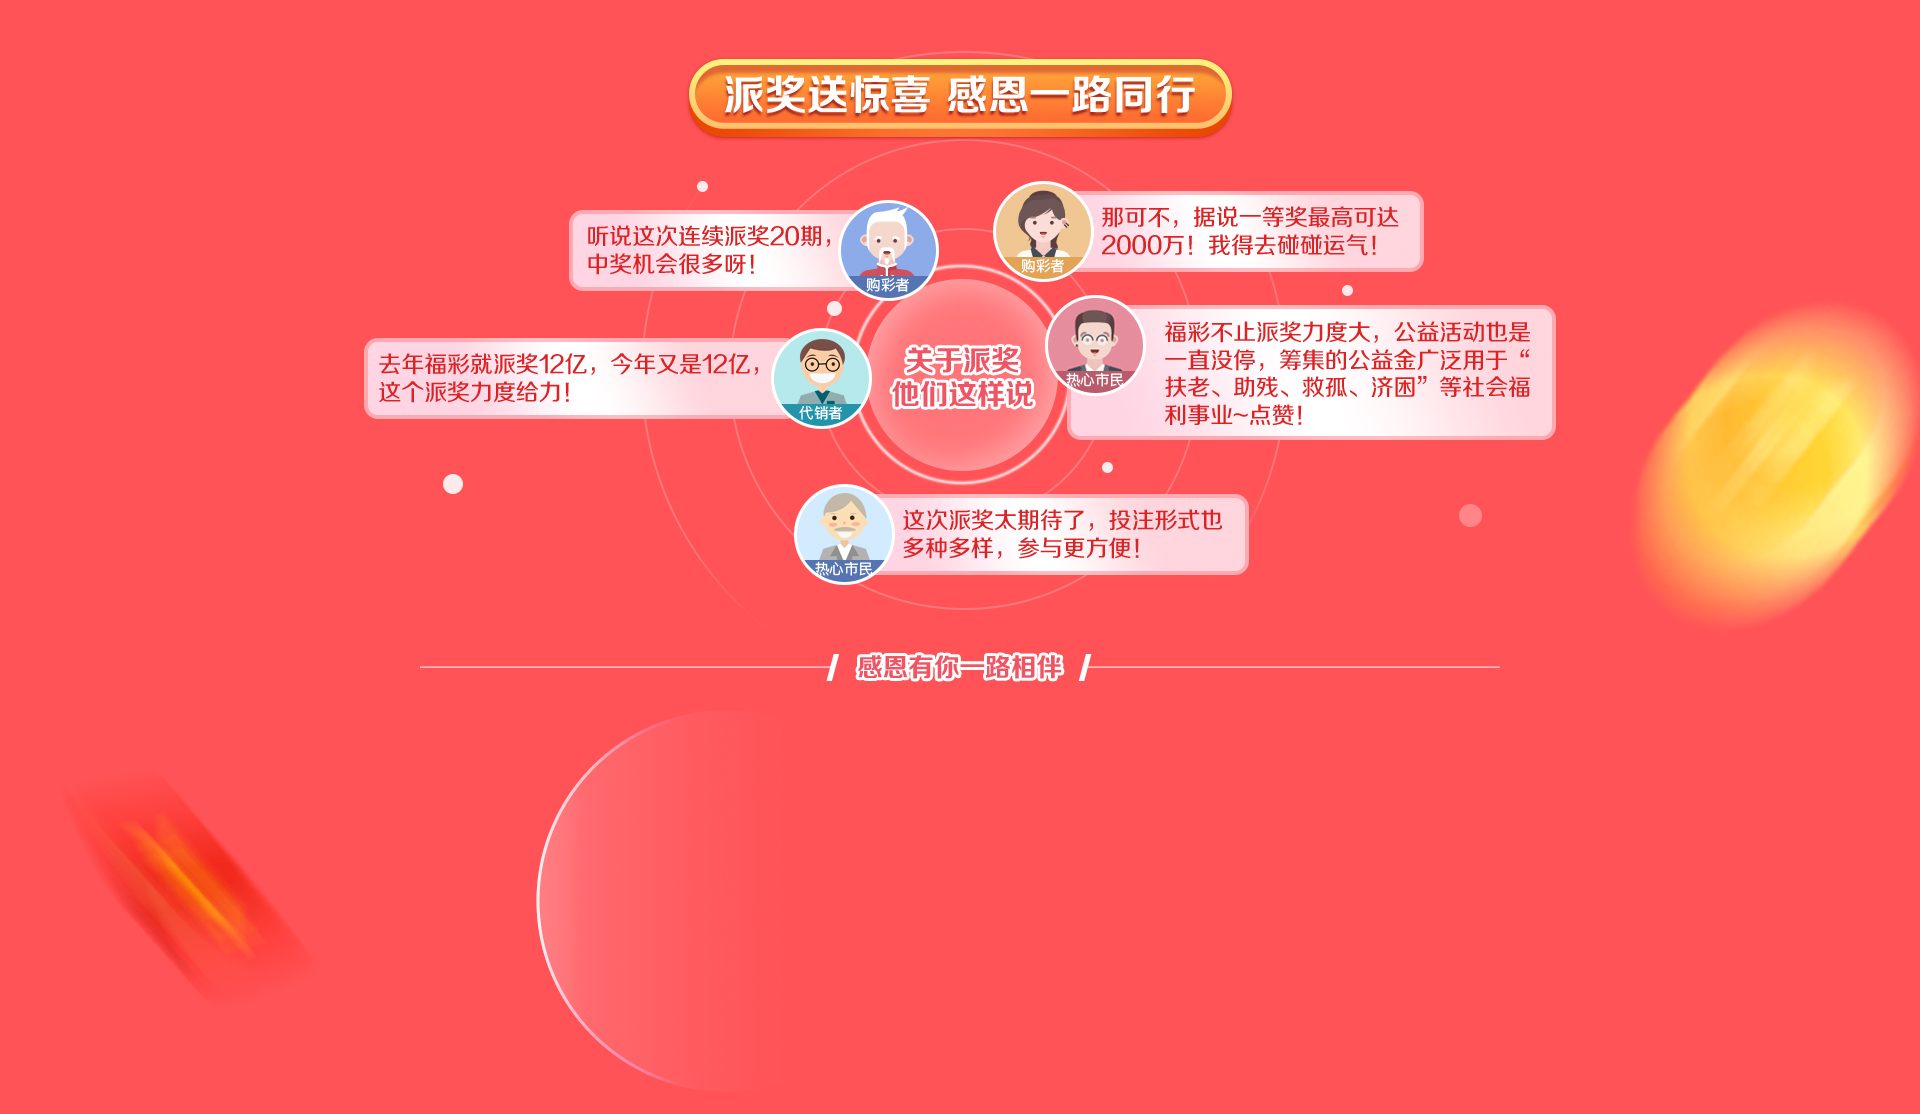 派奖送惊喜 感恩一路同行
听说这次连续派奖20期，
中奖机会很多呀！
购彩者
那可不，据说一等奖最高可达
2000万！我得去碰碰运气！
购彩者
去年福彩就派奖12亿，今年又是12亿，
这个派奖力度给力！
代销者
关于派奖
他们这样说
福彩不止派奖力度大，公益活动也是
一直没停，筹集的公益金广泛用于“
扶老、助残、救孤、济困”等社会福
利事业~点赞！
热心市民
这次派奖太期待了，投注形式也
多种多样，参与更方便！
热心市民
感恩有你一路相伴